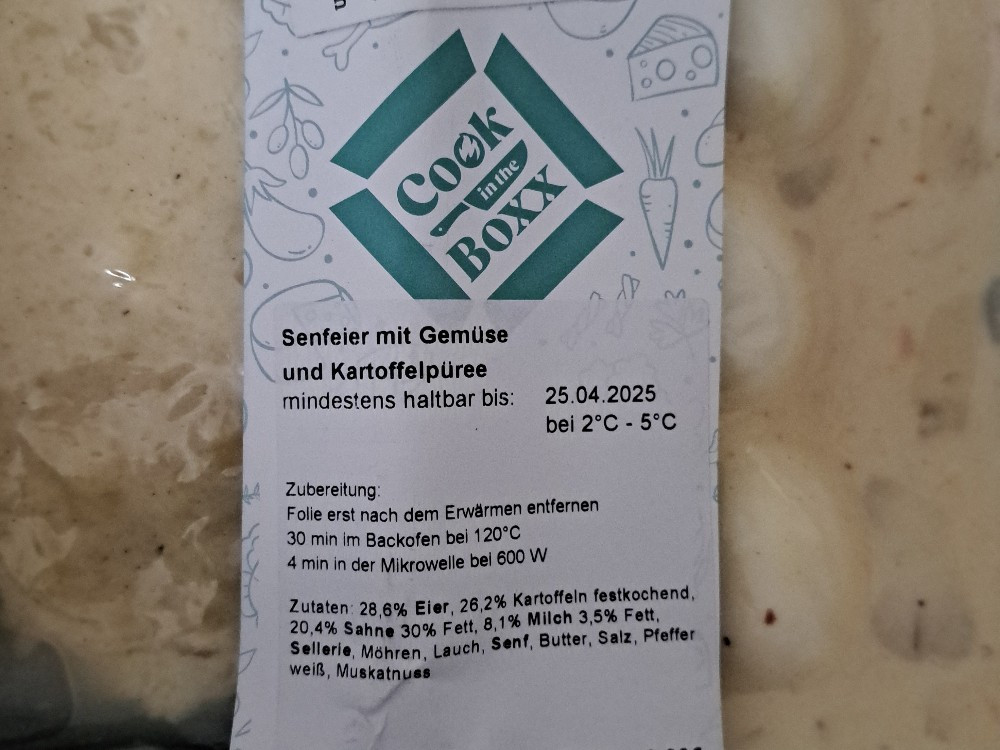 Cook
in the
Boxx
Senfeier mit Gemüse
und Kartoffelpüree
mindestens haltbar bis: 25.04.2025
bei 2°C - 5°C
Zubereitung:
Folie erst nach dem Erwärmen entfernen
30 min im Backofen bei 120°C
4 min in der Mikrowelle bei 600 W
Zutaten: 28,6% Eier, 26,2% Kartoffeln festkochend,
20,4% Sahne 30% Fett, 8,1% Milch 3,5% Fett,
Sellerie, Möhren, Lauch, Senf, Butter, Salz, Pfeffer
weiß, Muskatnuss